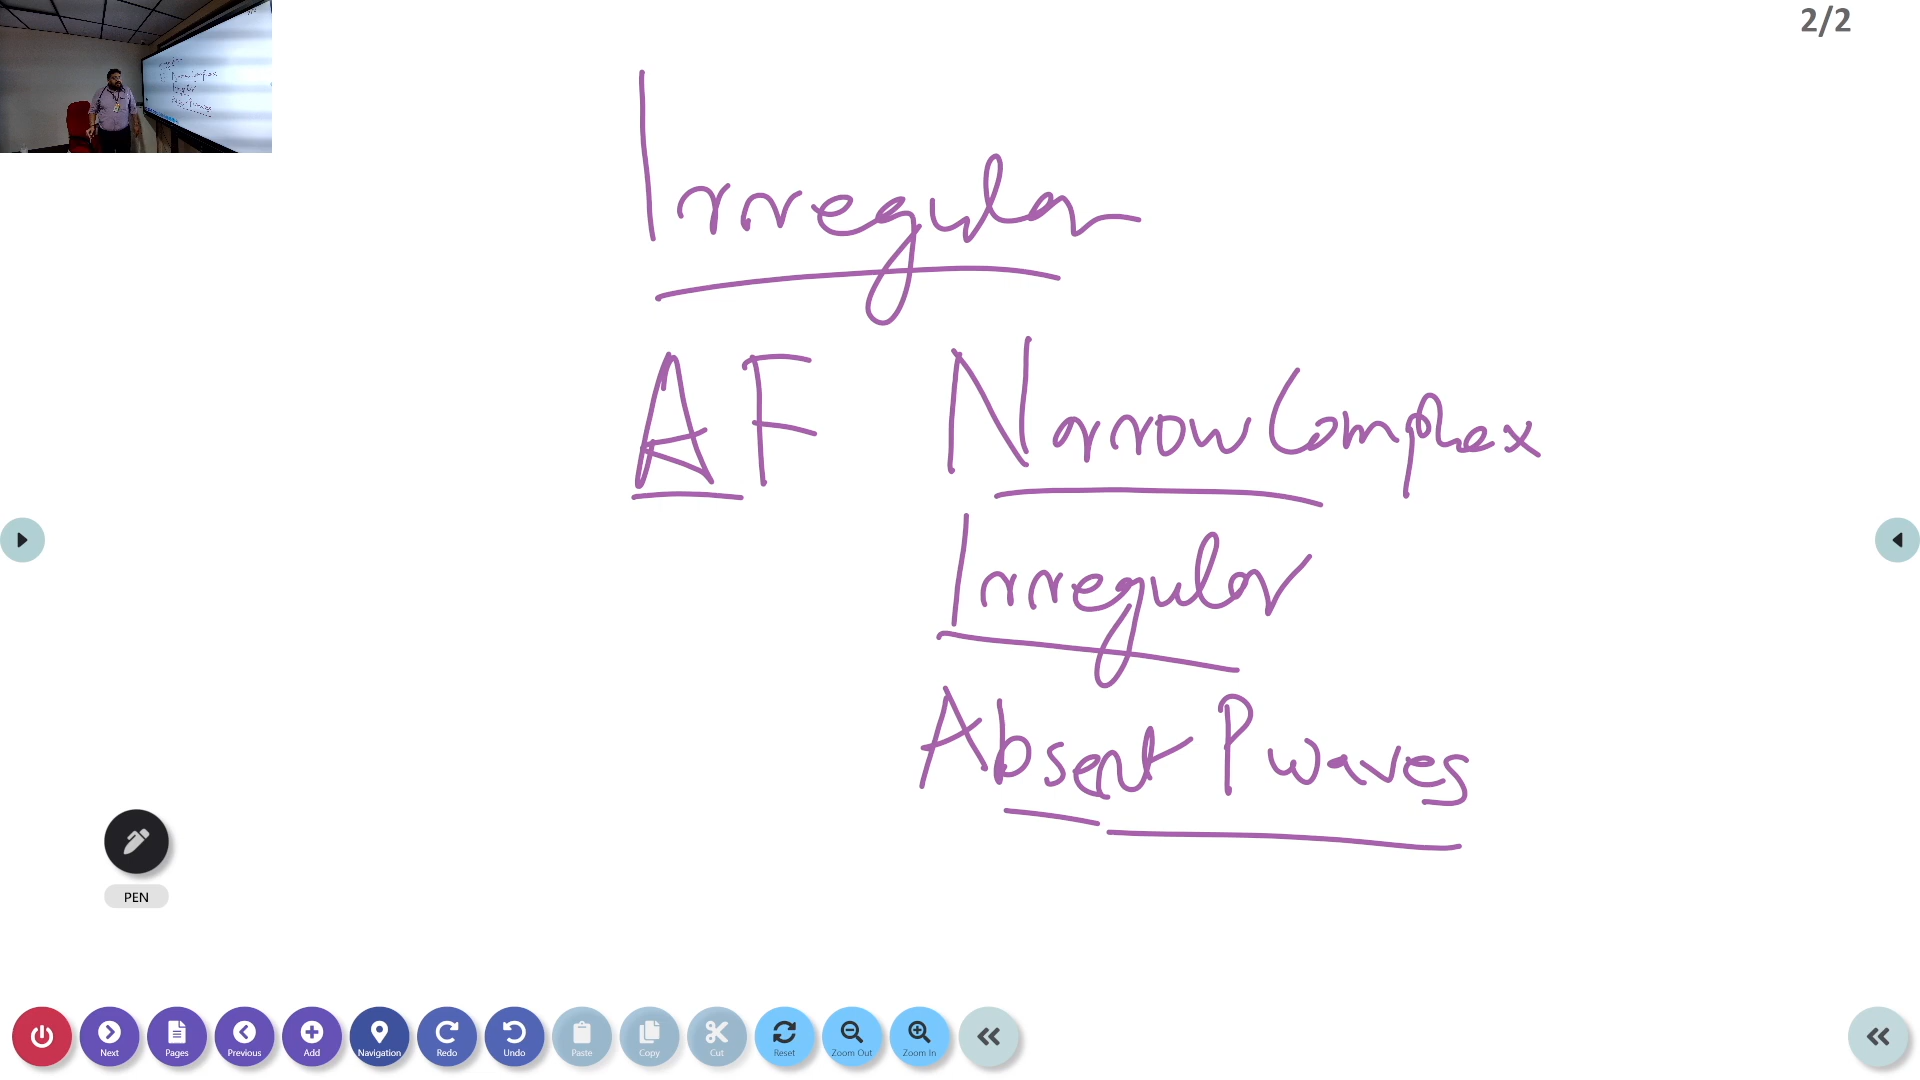 2/2
Irregular
AF Narrow Complex
Irregular
Absent P waves
PEN
Next Pages Previous Add Navigation Redo Undo Paste Copy Cut Reset Zoom Out Zoom In